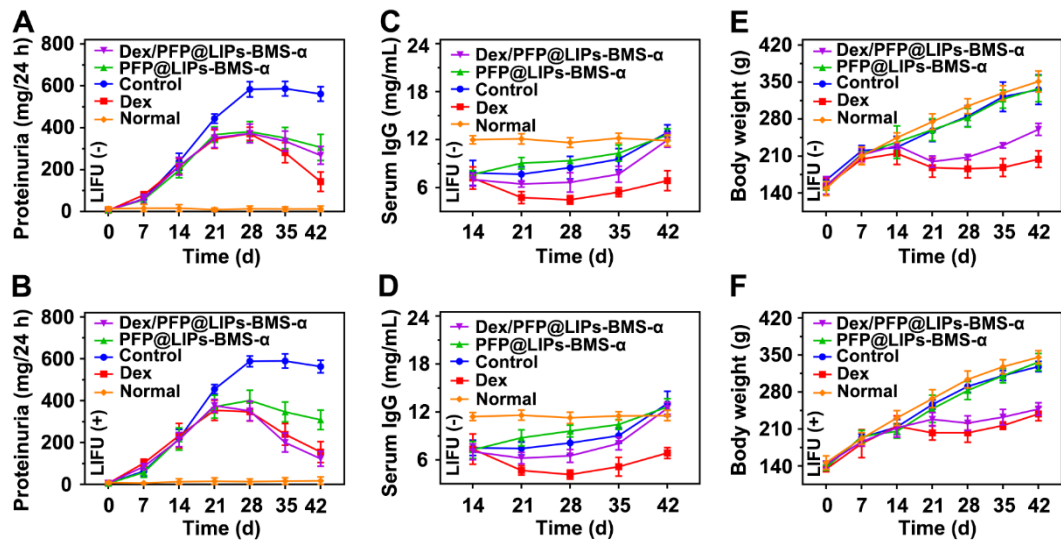 A
Proteinuria (mg/24 h)
800
600
400
200
0
LIFU (-)
Dex/PFP@LIPs-BMS-α
PFP@LIPs-BMS-α
Control
Dex
Normal
0 7 14 21 28 35 42
Time (d)
C
Serum IgG (mg/mL)
24
18
12
6
LIFU (-)
Dex/PFP@LIPs-BMS-α
PFP@LIPs-BMS-α
Control
Dex
Normal
14 21 28 35 42
Time (d)
E
Body weight (g)
420
350
280
210
140
LIFU (-)
Dex/PFP@LIPs-BMS-α
PFP@LIPs-BMS-α
Control
Dex
Normal
0 7 14 21 28 35 42
Time (d)
B
Proteinuria (mg/24 h)
800
600
400
200
0
LIFU (+)
Dex/PFP@LIPs-BMS-α
PFP@LIPs-BMS-α
Control
Dex
Normal
0 7 14 21 28 35 42
Time (d)
D
Serum IgG (mg/mL)
24
18
12
6
LIFU (+)
Dex/PFP@LIPs-BMS-α
PFP@LIPs-BMS-α
Control
Dex
Normal
14 21 28 35 42
Time (d)
F
Body weight (g)
420
350
280
210
140
LIFU (+)
Dex/PFP@LIPs-BMS-α
PFP@LIPs-BMS-α
Control
Dex
Normal
0 7 14 21 28 35 42
Time (d)